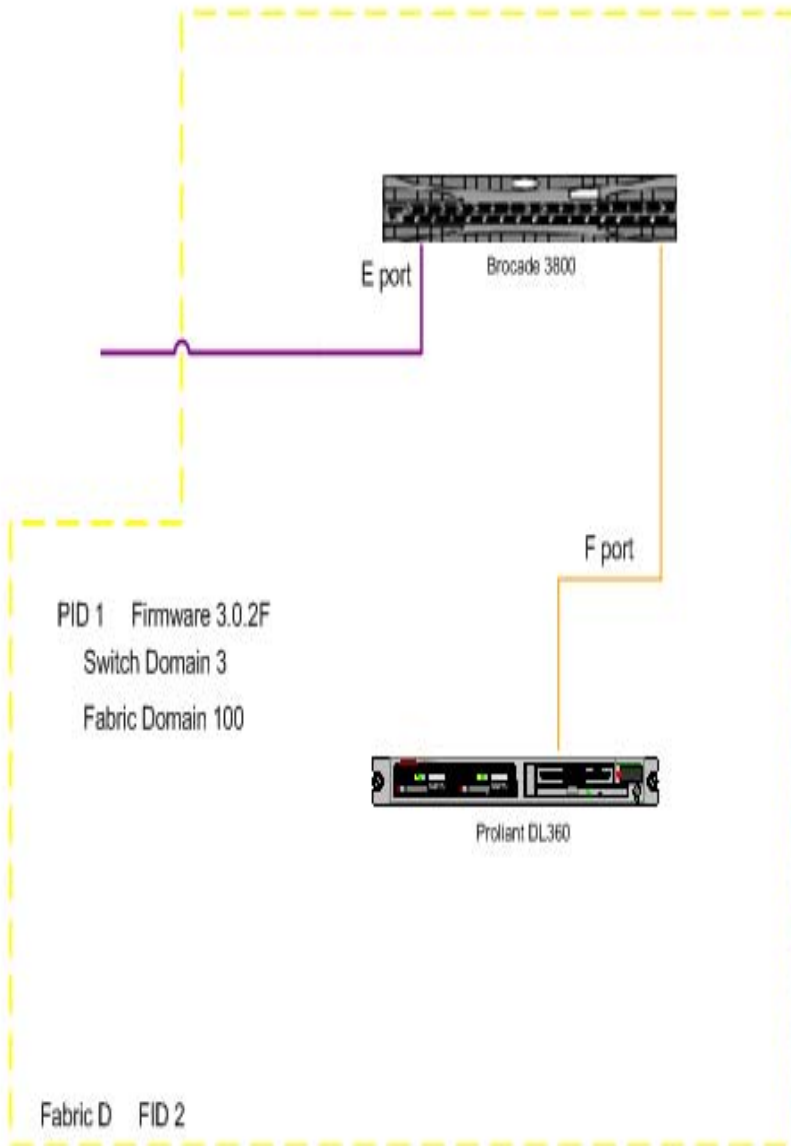 Brocade 3800
E port
F port
PID 1 Firmware 3.0.2F
Switch Domain 3
Fabric Domain 100
Proliant DL360
Fabric D FID 2